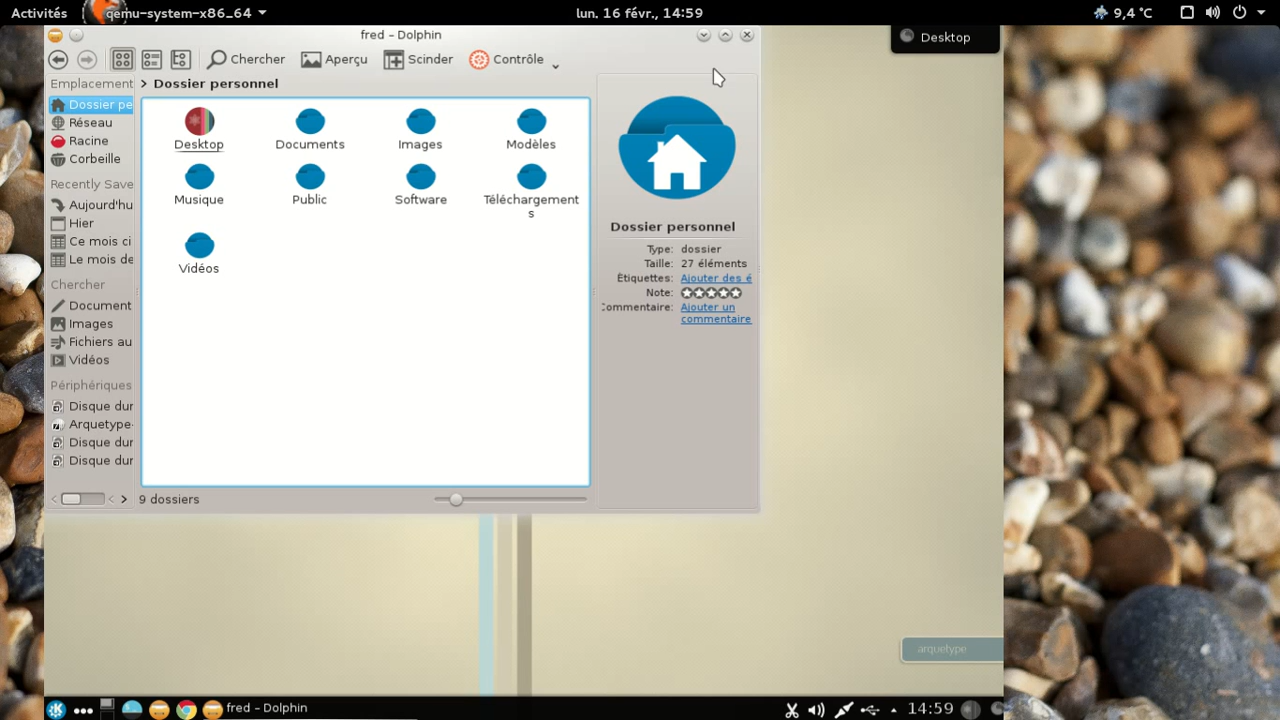 Activités
qemu-system-x86_64
lun. 16 févr., 14:59
9,4 °C
fred – Dolphin
Desktop
Chercher
Aperçu
Scinder
Contrôle
Emplacement
Dossier personnel
Dossier pe
Réseau
Racine
Corbeille
Recently Save
Aujourd'hu
Hier
Ce mois ci
Le mois de
Chercher
Document
Images
Fichiers au
Vidéos
Périphériques
Disque dur
Arquetype-
Disque dur
Disque dur
Desktop
Documents
Images
Modèles
Musique
Public
Software
Téléchargement
s
Vidéos
9 dossiers
Dossier personnel
Type: dossier
Taille: 27 éléments
Étiquettes: Ajouter des é
Note:
Commentaire: Ajouter un
commentaire
arquetype
fred – Dolphin
14:59